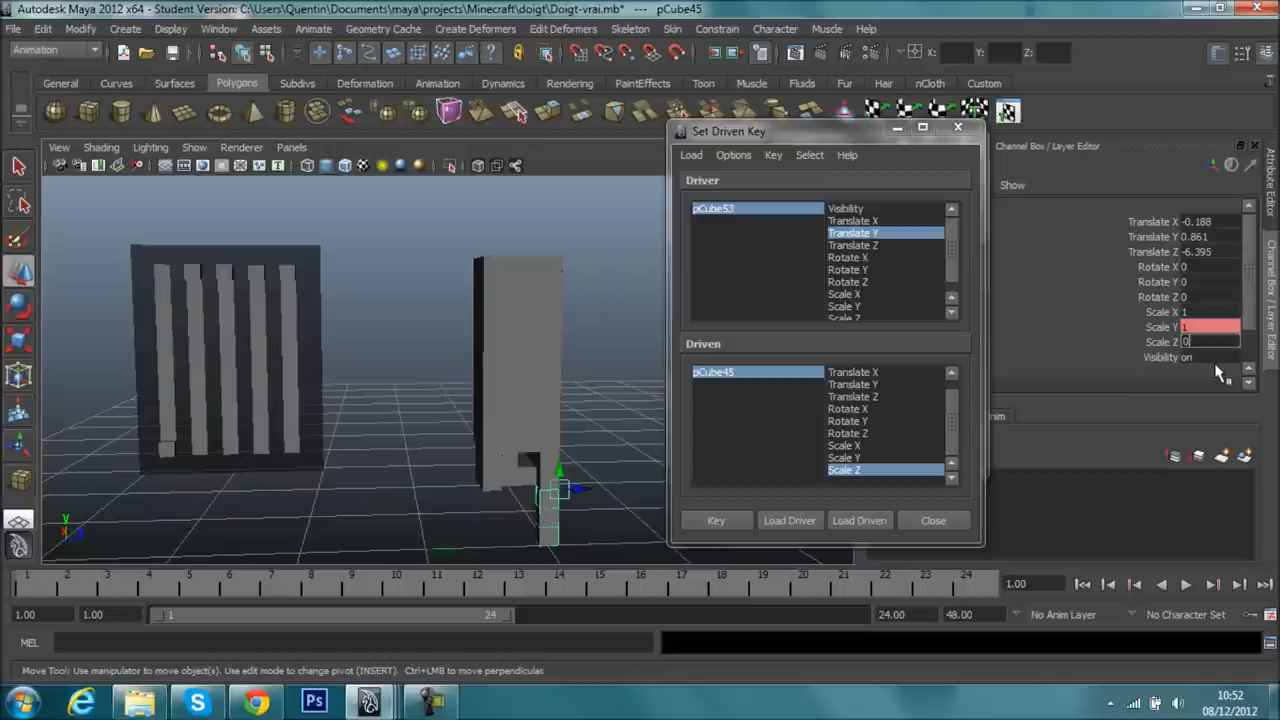 Autodesk Maya 2012 x64 - Student Version: C:\Users\Quentin\Documents\maya\projects\Minecraft\doigt\Doigt-vrai.mb* --- pCube45
File Edit Modify Create Display Window Assets Animate Geometry Cache Create Deformers Edit Deformers Skeleton Skin Constrain Character Muscle Help
Animation X: Y: Z:
General Curves Surfaces Polygons Subdivs Deformation Animation Dynamics Rendering PaintEffects Toon Muscle Fluids Fur Hair nCloth Custom
View Shading Lighting Show Renderer Panels
Set Driven Key
Load Options Key Select Help
Driver
pCube53
Visibility
Translate X
Translate Y
Translate Z
Rotate X
Rotate Y
Rotate Z
Scale X
Scale Y
Scale Z
Driven
pCube45
Translate X
Translate Y
Translate Z
Rotate X
Rotate Y
Rotate Z
Scale X
Scale Y
Scale Z
Key Load Driver Load Driven Close
Channel Box / Layer Editor
Show
Translate X -0.188
Translate Y 0.861
Translate Z -6.395
Rotate X 0
Rotate Y 0
Rotate Z 0
Scale X 1
Scale Y 1
Scale Z 0
Visibility on
Attribute Editor
Channel Box / Layer Editor
y
x
1 2 3 4 5 6 7 8 9 10 11 12 13 14 15 16 17 18 19 20 21 22 23 24 1.00
1.00 1.00 1 24 24.00 48.00 No Anim Layer No Character Set
MEL
Move Tool: Use manipulator to move object(s). Use edit mode to change pivot (INSERT). Ctrl+LMB to move perpendicular.
Ps
10:52
08/12/2012